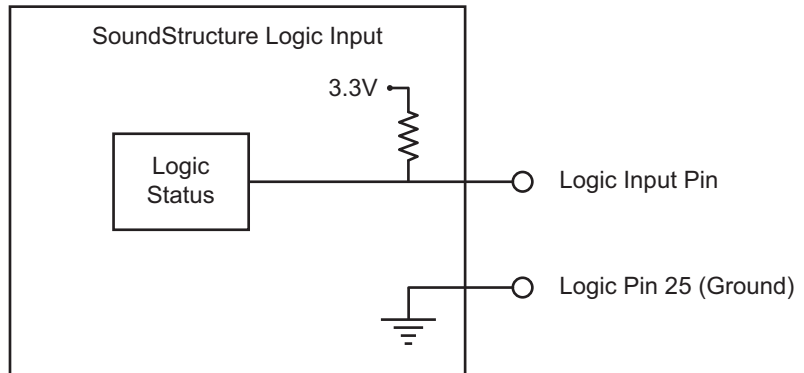 SoundStructure Logic Input
3.3V
Logic
Status
Logic Input Pin
Logic Pin 25 (Ground)